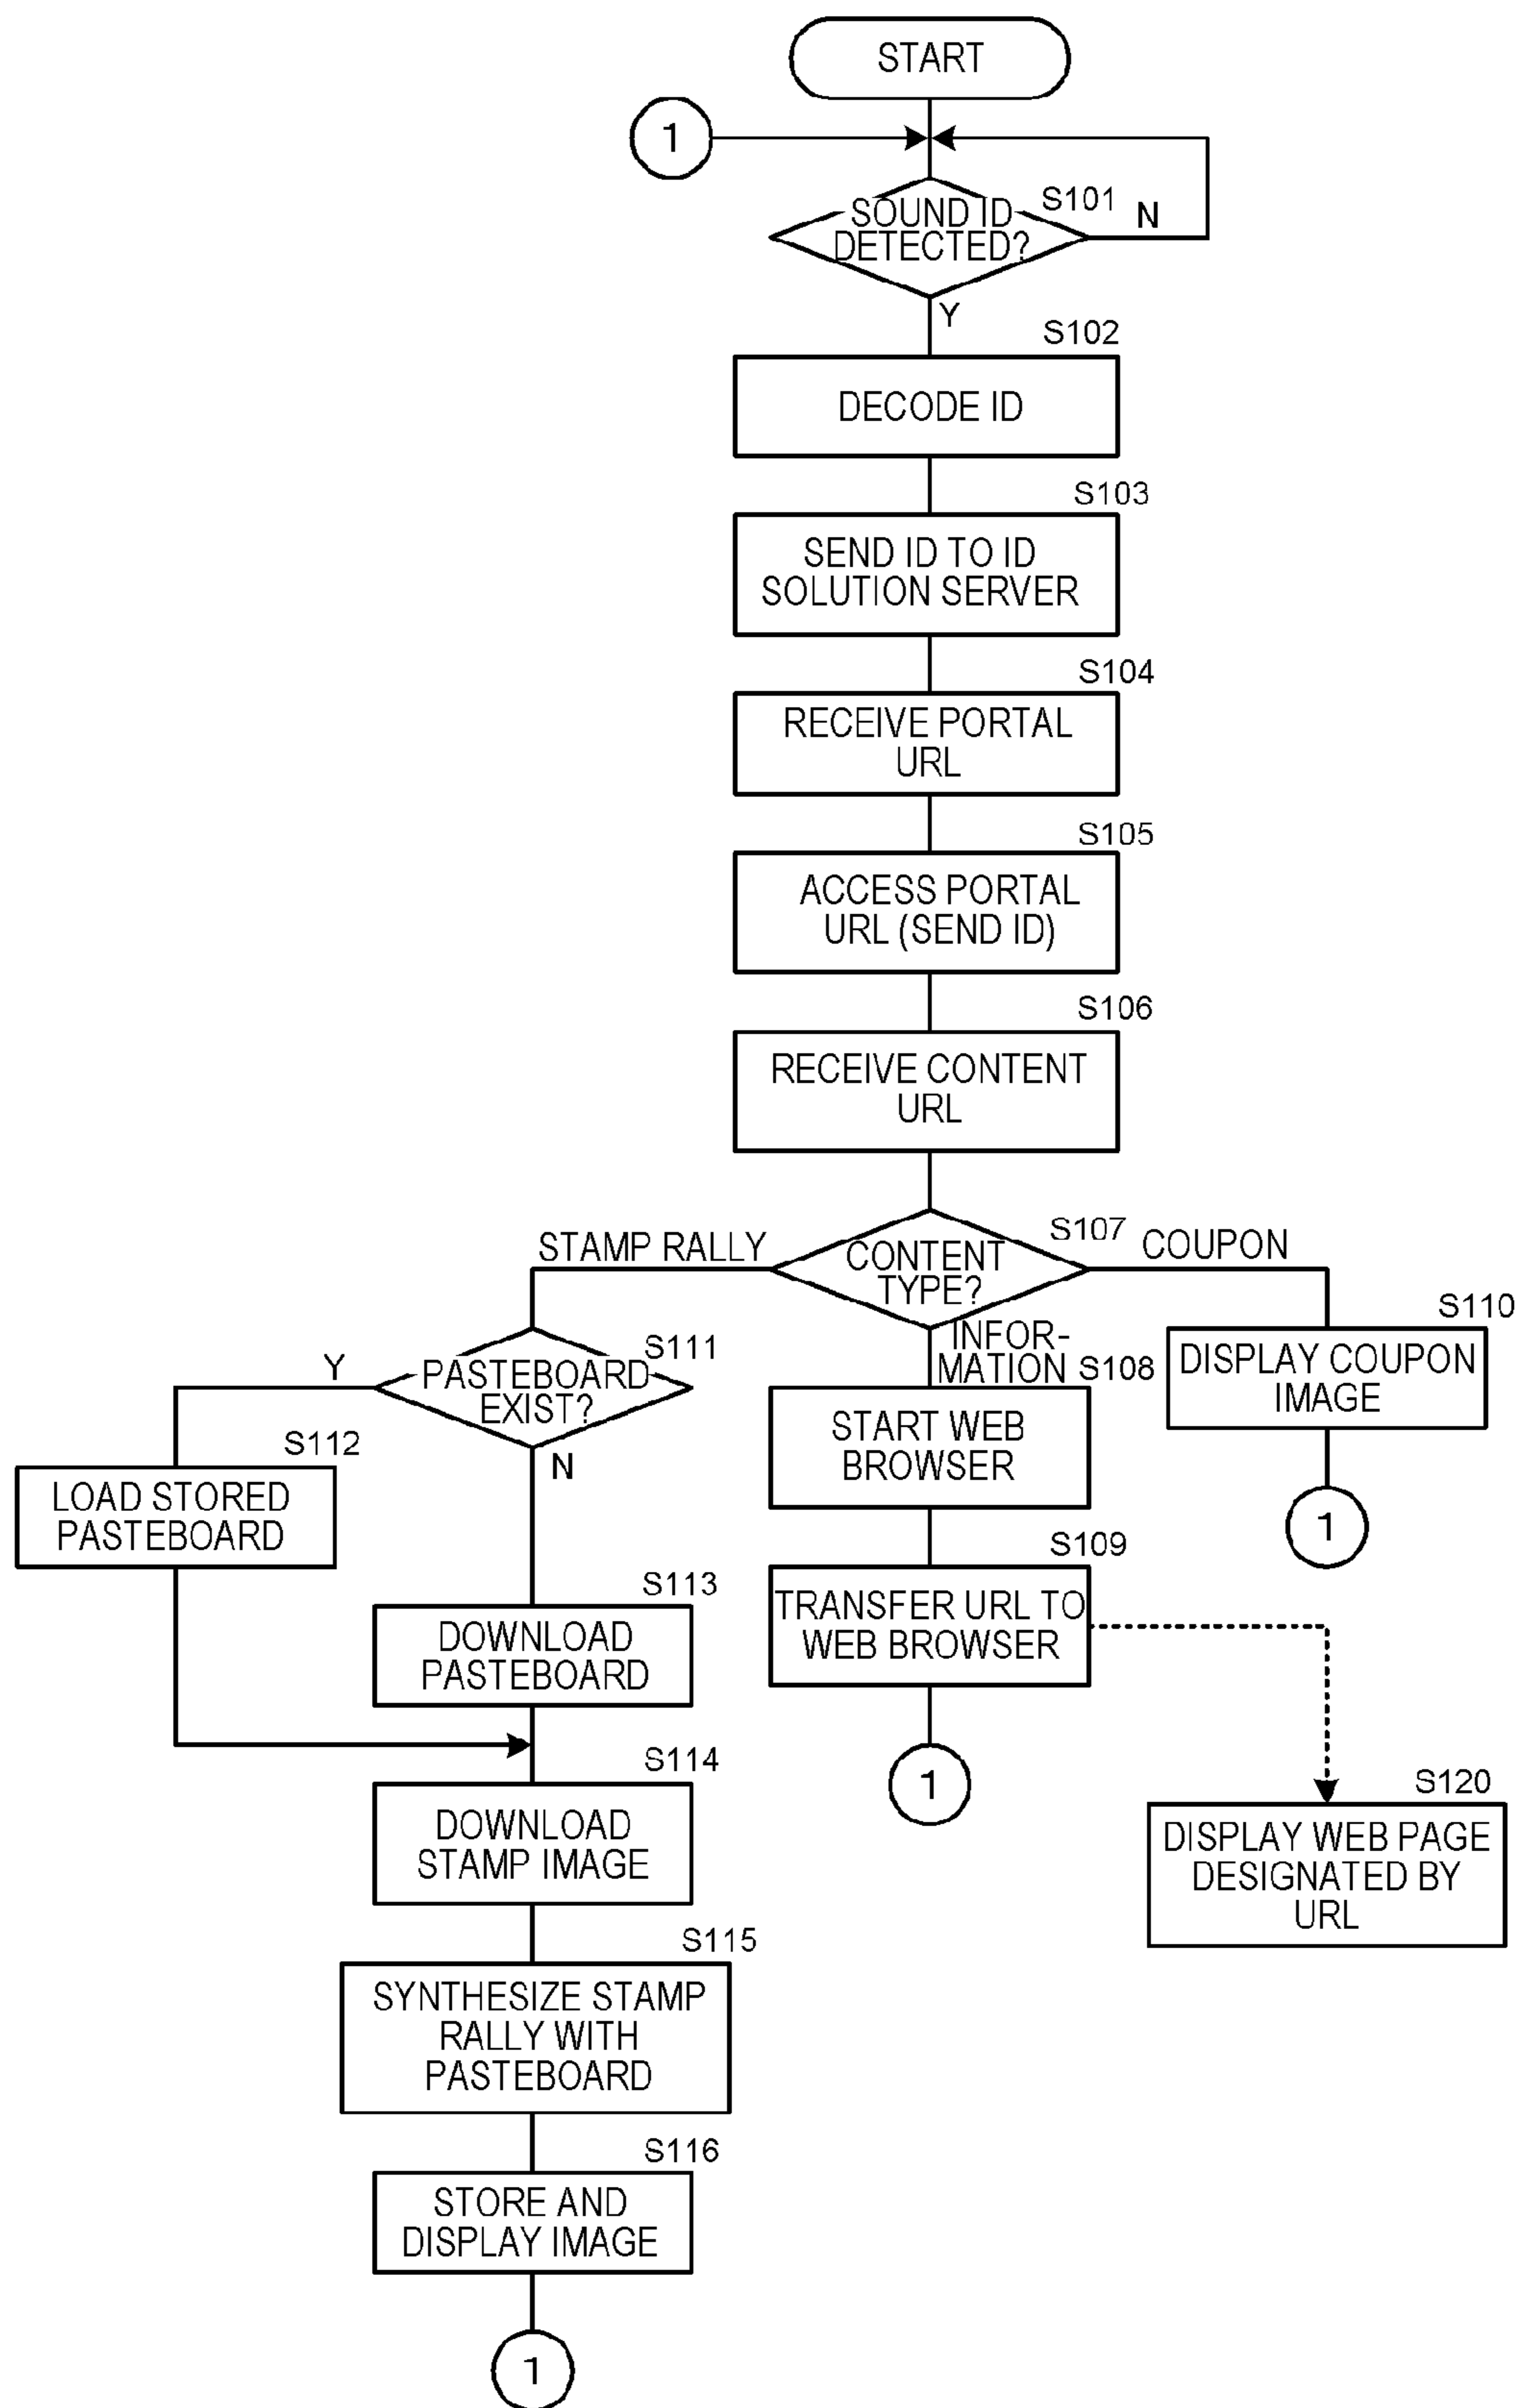 START
1
S101
SOUND ID
DETECTED?
N
Y
S102
DECODE ID
S103
SEND ID TO ID
SOLUTION SERVER
S104
RECEIVE PORTAL
URL
S105
ACCESS PORTAL
URL (SEND ID)
S106
RECEIVE CONTENT
URL
S107
CONTENT
TYPE?
STAMP RALLY
COUPON
INFOR-
MATION
S110
DISPLAY COUPON
IMAGE
1
S108
START WEB
BROWSER
S109
TRANSFER URL TO
WEB BROWSER
1
S120
DISPLAY WEB PAGE
DESIGNATED BY
URL
S111
PASTEBOARD
EXIST?
Y
N
S112
LOAD STORED
PASTEBOARD
S113
DOWNLOAD
PASTEBOARD
S114
DOWNLOAD
STAMP IMAGE
S115
SYNTHESIZE STAMP
RALLY WITH
PASTEBOARD
S116
STORE AND
DISPLAY IMAGE
1